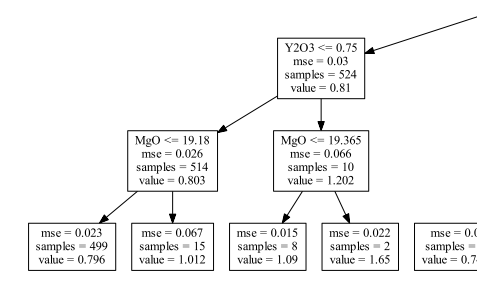 Y2O3 <= 0.75
mse = 0.03
samples = 524
value = 0.81
MgO <= 19.18
mse = 0.026
samples = 514
value = 0.803
MgO <= 19.365
mse = 0.066
samples = 10
value = 1.202
mse = 0.023
samples = 499
value = 0.796
mse = 0.067
samples = 15
value = 1.012
mse = 0.015
samples = 8
value = 1.09
mse = 0.022
samples = 2
value = 1.65
mse =
samples =
value =